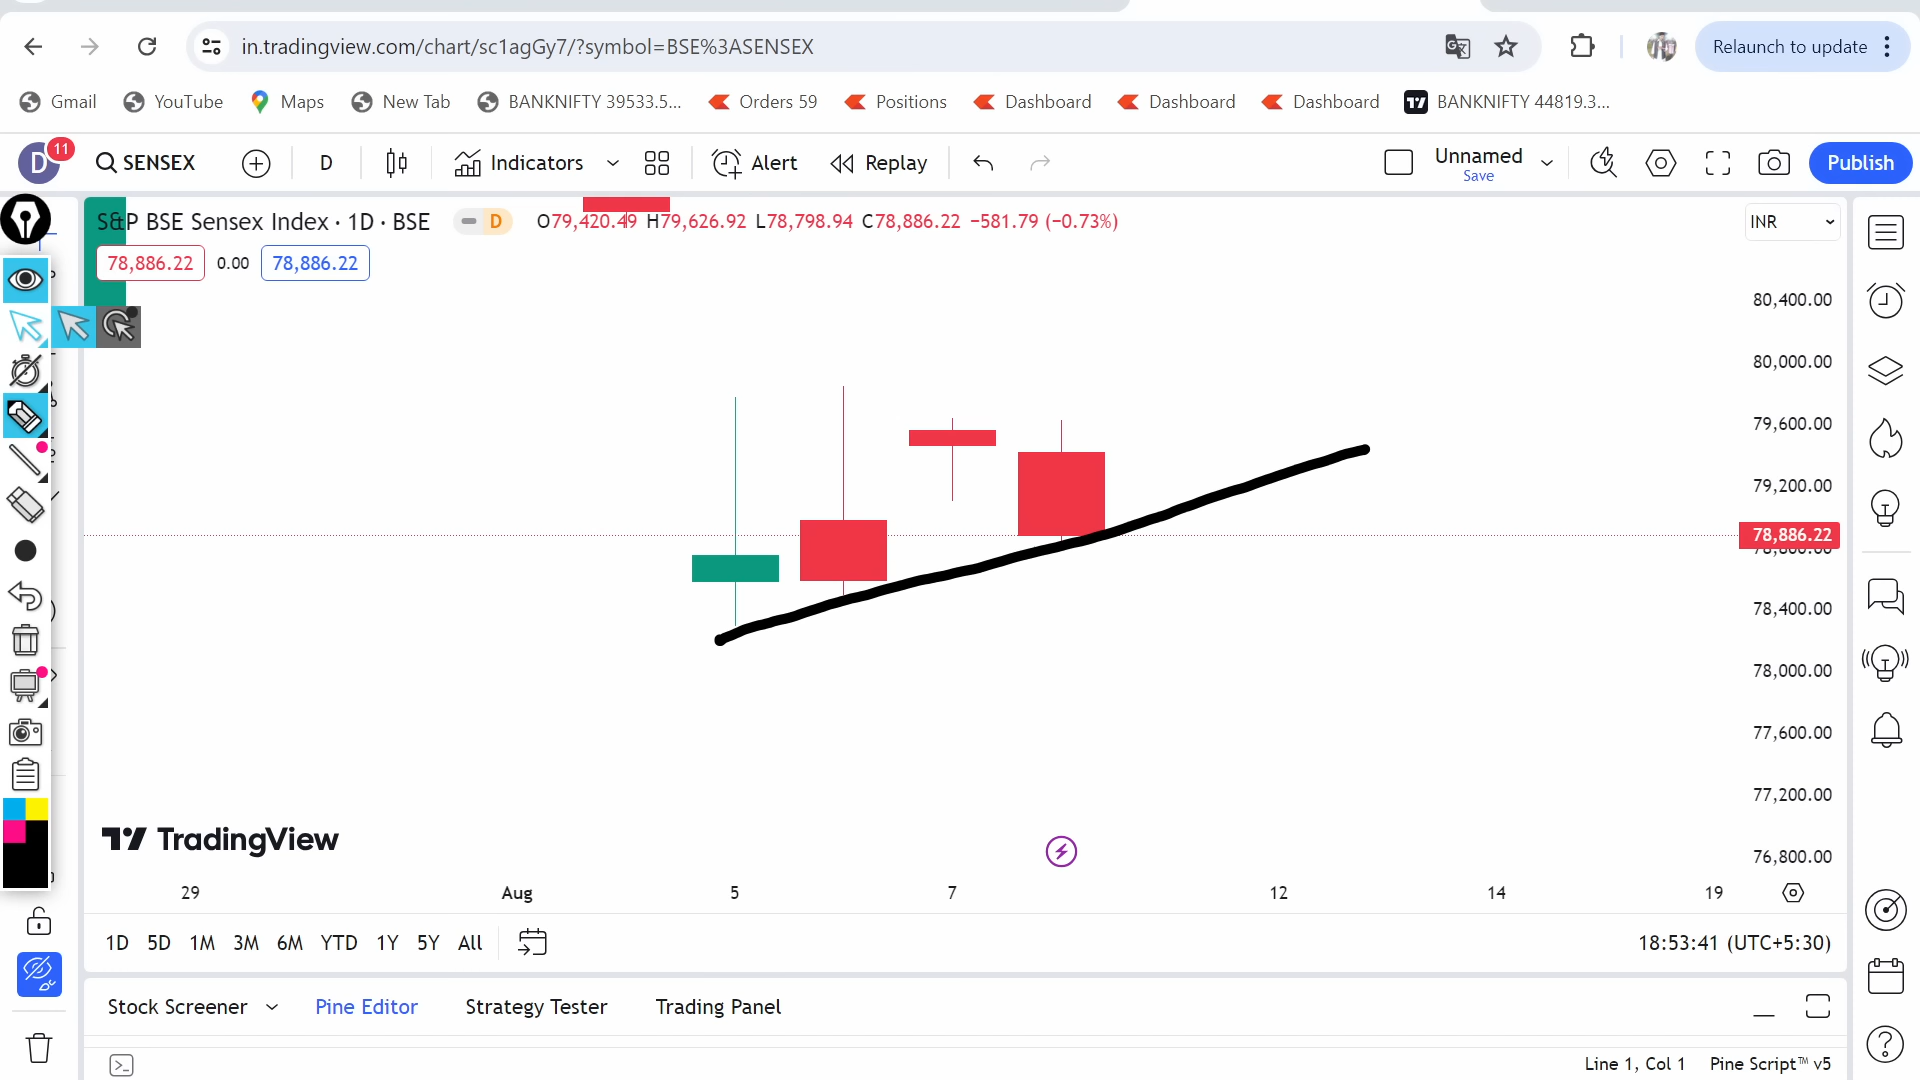 in.tradingview.com/chart/sc1agGy7/?symbol=BSE%3ASENSEX
Relaunch to update
Gmail YouTube Maps New Tab BANKNIFTY 39533.5... Orders 59 Positions Dashboard Dashboard Dashboard BANKNIFTY 44819.3...
D 11 SENSEX D Indicators Alert Replay Unnamed Save Publish
S&P BSE Sensex Index · 1D · BSE D O79,420.49 H79,626.92 L78,798.94 C78,886.22 −581.79 (−0.73%) INR
78,886.22 0.00 78,886.22
80,400.00
80,000.00
79,600.00
79,200.00
78,886.22
78,800.00
78,400.00
78,000.00
77,600.00
77,200.00
76,800.00
TradingView
29 Aug 5 7 12 14 19
1D 5D 1M 3M 6M YTD 1Y 5Y All 18:53:41 (UTC+5:30)
Stock Screener Pine Editor Strategy Tester Trading Panel
Line 1, Col 1 Pine Script™ v5